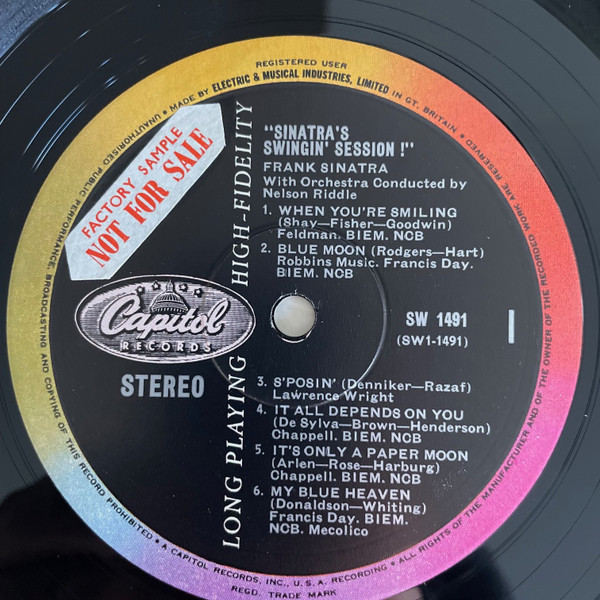 REGISTERED USER
UNAUTHORISED PUBLIC PERFORMANCE, BROADCASTING AND COPYING OF THIS RECORD PROHIBITED • A CAPITOL RECORDS, INC., U. S. A. RECORDING • ALL RIGHTS OF THE MANUFACTURER AND OF THE OWNER OF THE RECORDED WORK ARE RESERVED • MADE BY ELECTRIC & MUSICAL INDUSTRIES, LIMITED IN GT. BRITAIN •
REGD. TRADE MARK
FACTORY SAMPLE
NOT FOR SALE
LONG PLAYING HIGH-FIDELITY
"SINATRA'S
SWINGIN' SESSION !"
FRANK SINATRA
With Orchestra Conducted by
Nelson Riddle
1. WHEN YOU'RE SMILING
(Shay—Fisher—Goodwin)
Feldman. BIEM. NCB
2. BLUE MOON (Rodgers—Hart)
Robbins Music. Francis Day.
BIEM. NCB
Capitol
RECORDS
STEREO
SW 1491
(SW1-1491)
1
3. S'POSIN' (Denniker—Razaf)
Lawrence Wright
4. IT ALL DEPENDS ON YOU
(De Sylva—Brown—Henderson)
Chappell. BIEM. NCB
5. IT'S ONLY A PAPER MOON
(Arlen—Rose—Harburg)
Chappell. BIEM. NCB
6. MY BLUE HEAVEN
(Donaldson—Whiting)
Francis Day. BIEM.
NCB. Mecolico